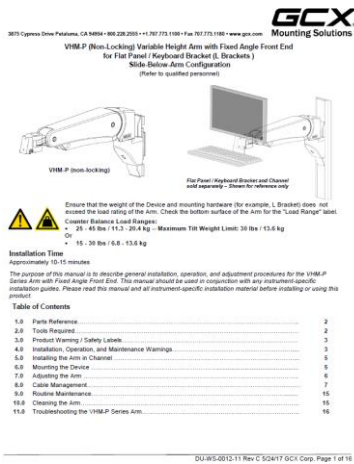 GCX
Mounting Solutions
3875 Cypress Drive Petaluma, CA 94954 • 800.228.2555 • +1.707.773.1100 • Fax 707.773.1180 • www.gcx.com
VHM-P (Non-Locking) Variable Height Arm with Fixed Angle Front End
for Flat Panel / Keyboard Bracket (L Brackets )
Slide-Below-Arm Configuration
(Refer to qualified personnel)
VHM-P (non-locking)
Flat Panel / Keyboard Bracket and Channel
sold separately – Shown for reference only
Ensure that the weight of the Device and mounting hardware (for example, L Bracket) does not
exceed the load rating of the Arm. Check the bottom surface of the Arm for the "Load Range" label.
Counter Balance Load Ranges:
• 25 - 45 lbs / 11.3 - 20.4 kg – Maximum Tilt Weight Limit: 30 lbs / 13.6 kg
Or
• 15 - 30 lbs / 6.8 - 13.6 kg
Installation Time
Approximately 10-15 minutes
The purpose of this manual is to describe general installation, operation, and adjustment procedures for the VHM-P
Series Arm with Fixed Angle Front End. This manual should be used in conjunction with any instrument-specific
installation guides. Please read this manual and all instrument-specific installation material before installing or using this
product.
Table of Contents
1.0 Parts Reference 2
2.0 Tools Required 2
3.0 Product Warning / Safety Labels 3
4.0 Installation, Operation, and Maintenance Warnings 3
5.0 Installing the Arm in Channel 5
6.0 Mounting the Device 5
7.0 Adjusting the Arm 6
8.0 Cable Management 7
9.0 Routine Maintenance 15
10.0 Cleaning the Arm 15
11.0 Troubleshooting the VHM-P Series Arm 16
DU-WS-0012-11 Rev C 5/24/17 GCX Corp. Page 1 of 16